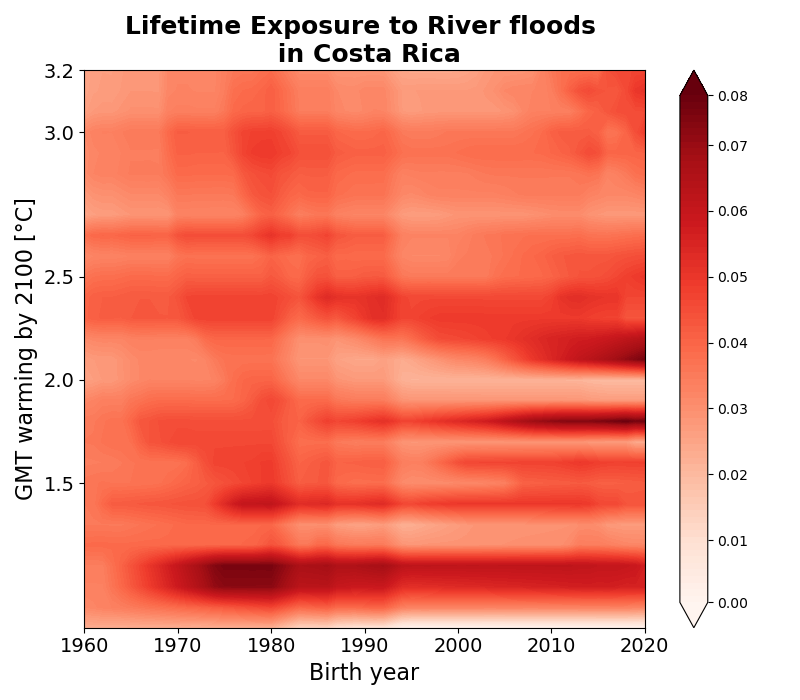 Lifetime Exposure to River floods
in Costa Rica
GMT warming by 2100 [°C]
3.2
3.0
2.5
2.0
1.5
1960 1970 1980 1990 2000 2010 2020
Birth year
0.08
0.07
0.06
0.05
0.04
0.03
0.02
0.01
0.00